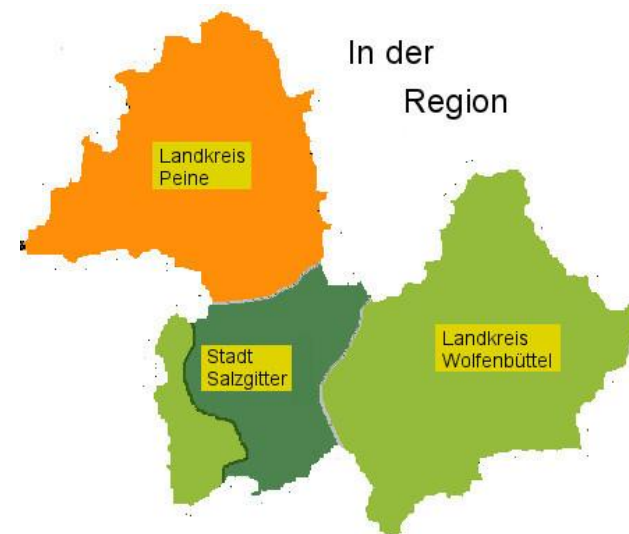 In der
Region
Landkreis
Peine
Stadt
Salzgitter
Landkreis
Wolfenbüttel